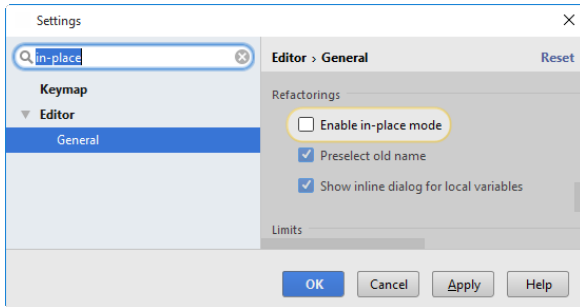 Settings
in-place
Editor › General
Reset
Keymap
Editor
General
Refactorings
Enable in-place mode
Preselect old name
Show inline dialog for local variables
Limits
OK
Cancel
Apply
Help